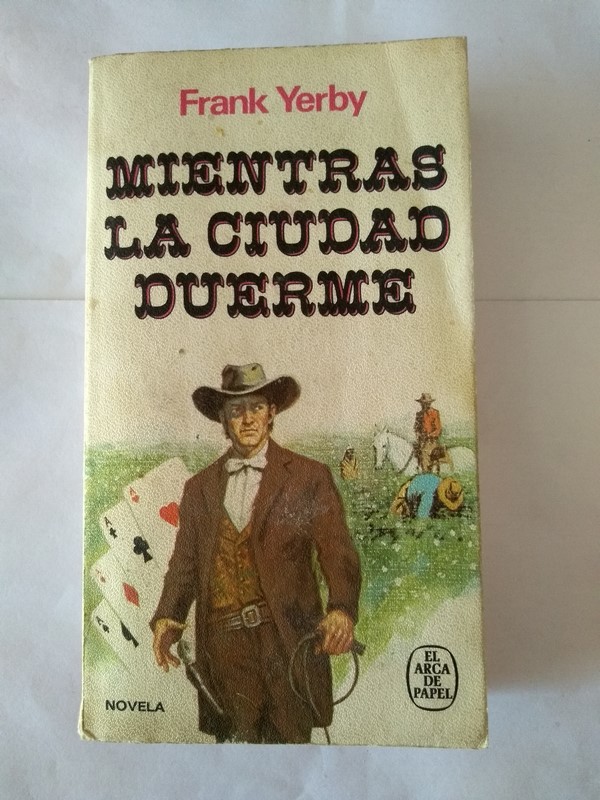 Frank Yerby
MIENTRAS
LA CIUDAD
DUERME
A
A
A
A
NOVELA
EL
ARCA
DE
PAPEL